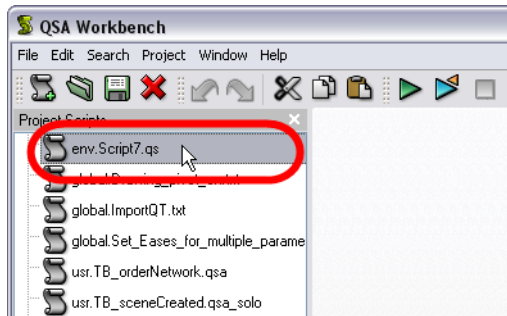 QSA Workbench
File Edit Search Project Window Help
Project Scripts
env.Script7.qs
global.ImportQT.txt
global.Set_Eases_for_multiple_parame
usr.TB_orderNetwork.qsa
usr.TB_sceneCreated.qsa_solo